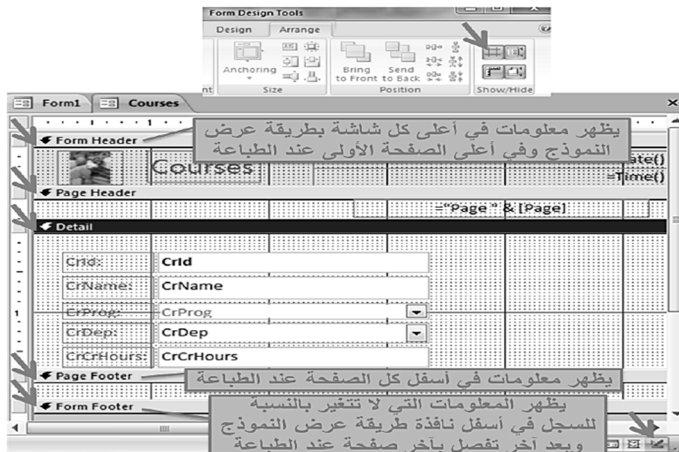 Form Design Tools
Design Arrange
Anchoring
Bring to Front
Send to Back
nt
Size
Position
Show/Hide
Form1
Courses
Form Header
يظهر معلومات في أعلى كل شاشة بطريقة عرض
النموذج وفي أعلى الصفحة الأولى عند الطباعة
Courses
ate()
=Time()
Page Header
="Page " & [Page]
Detail
CrId: CrId
CrName: CrName
CrProg: CrProg
CrDep: CrDep
CrCrHours: CrCrHours
Page Footer
يظهر معلومات في أسفل كل الصفحة عند الطباعة
Form Footer
يظهر المعلومات التي لا تتغير بالنسبة
للسجل في أسفل نافذة طريقة عرض النموذج
وبعد آخر تفصل بآخر صفحة عند الطباعة